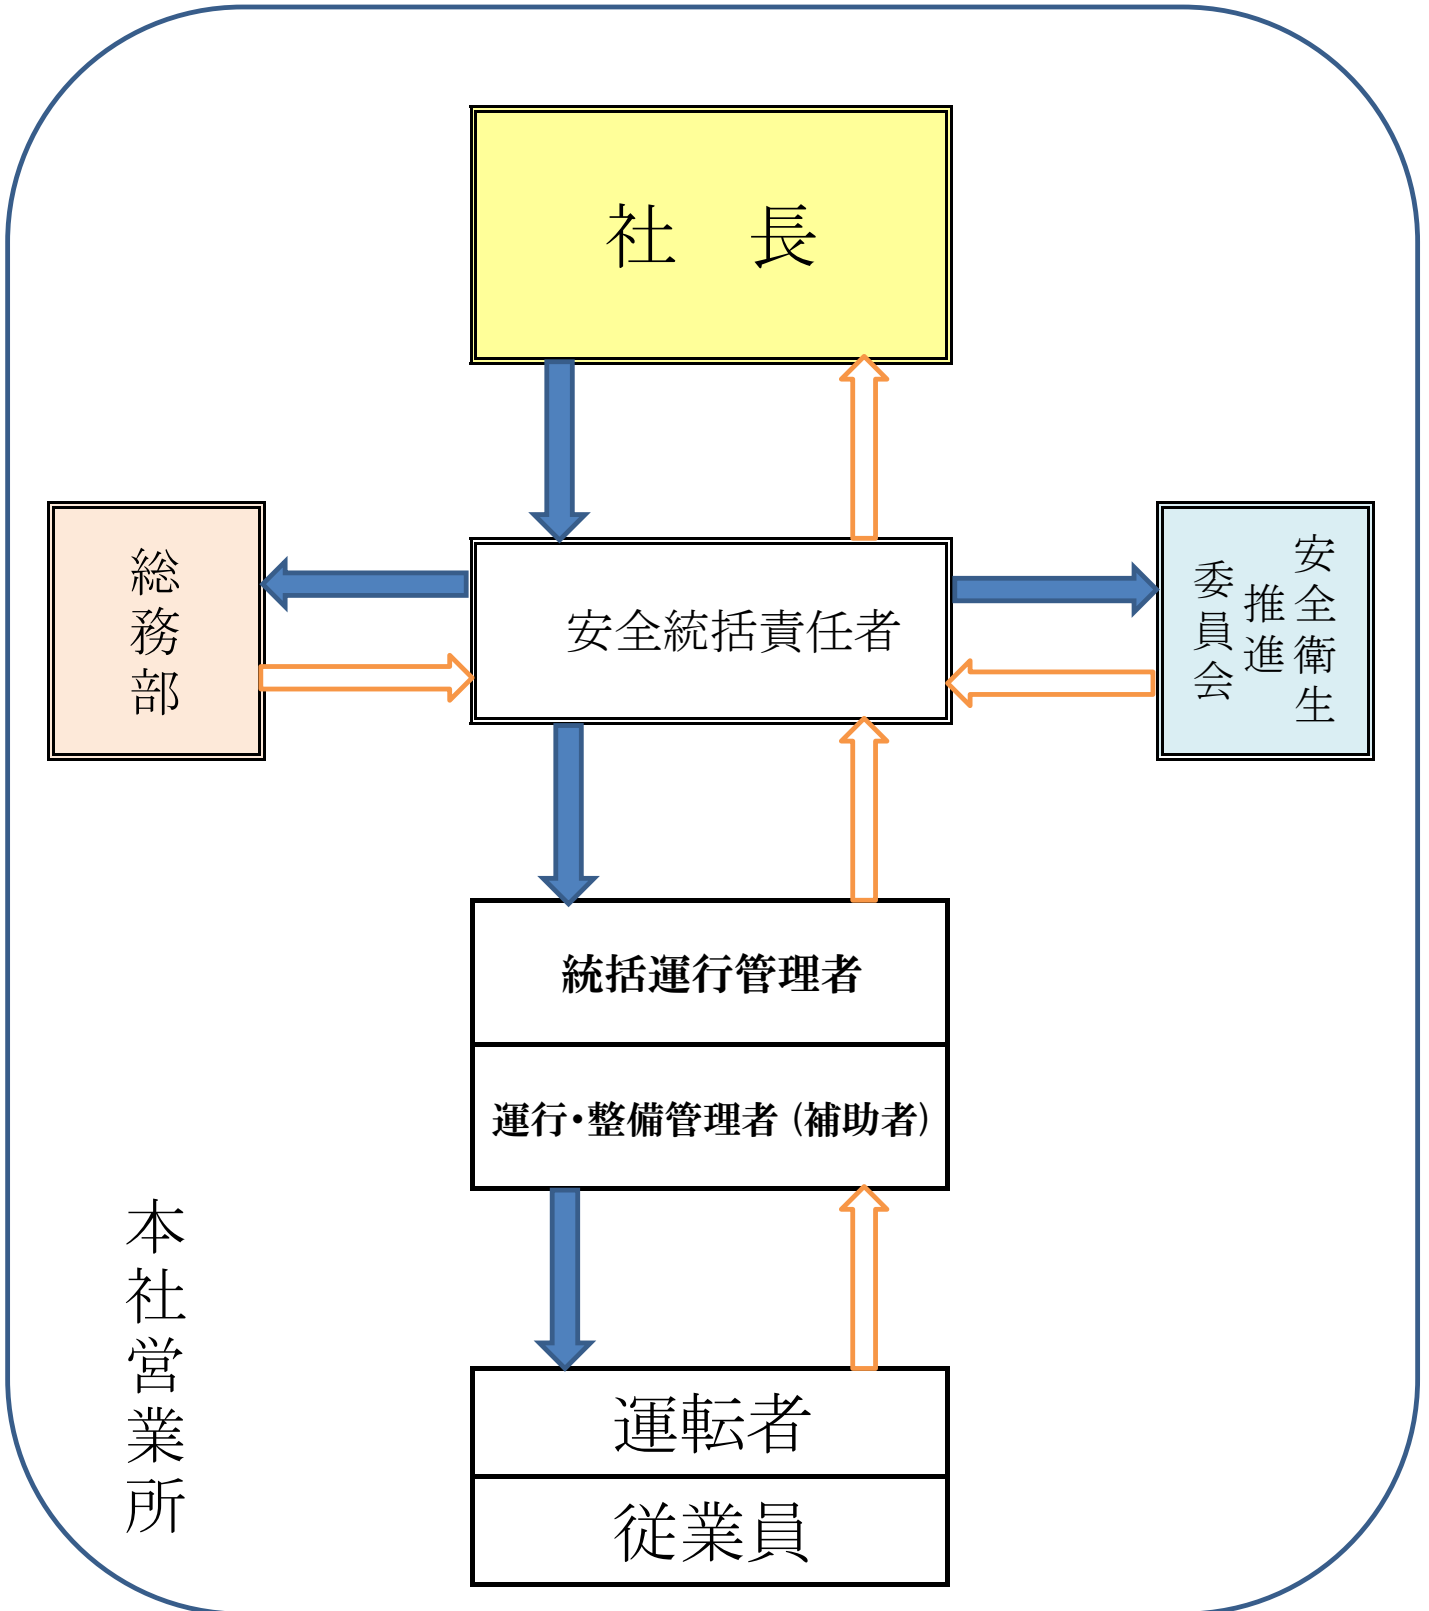 社　長
総務部
安全統括責任者
安全衛生
推進
委員会
統括運行管理者
運行・整備管理者（補助者）
本社営業所
運転者
従業員